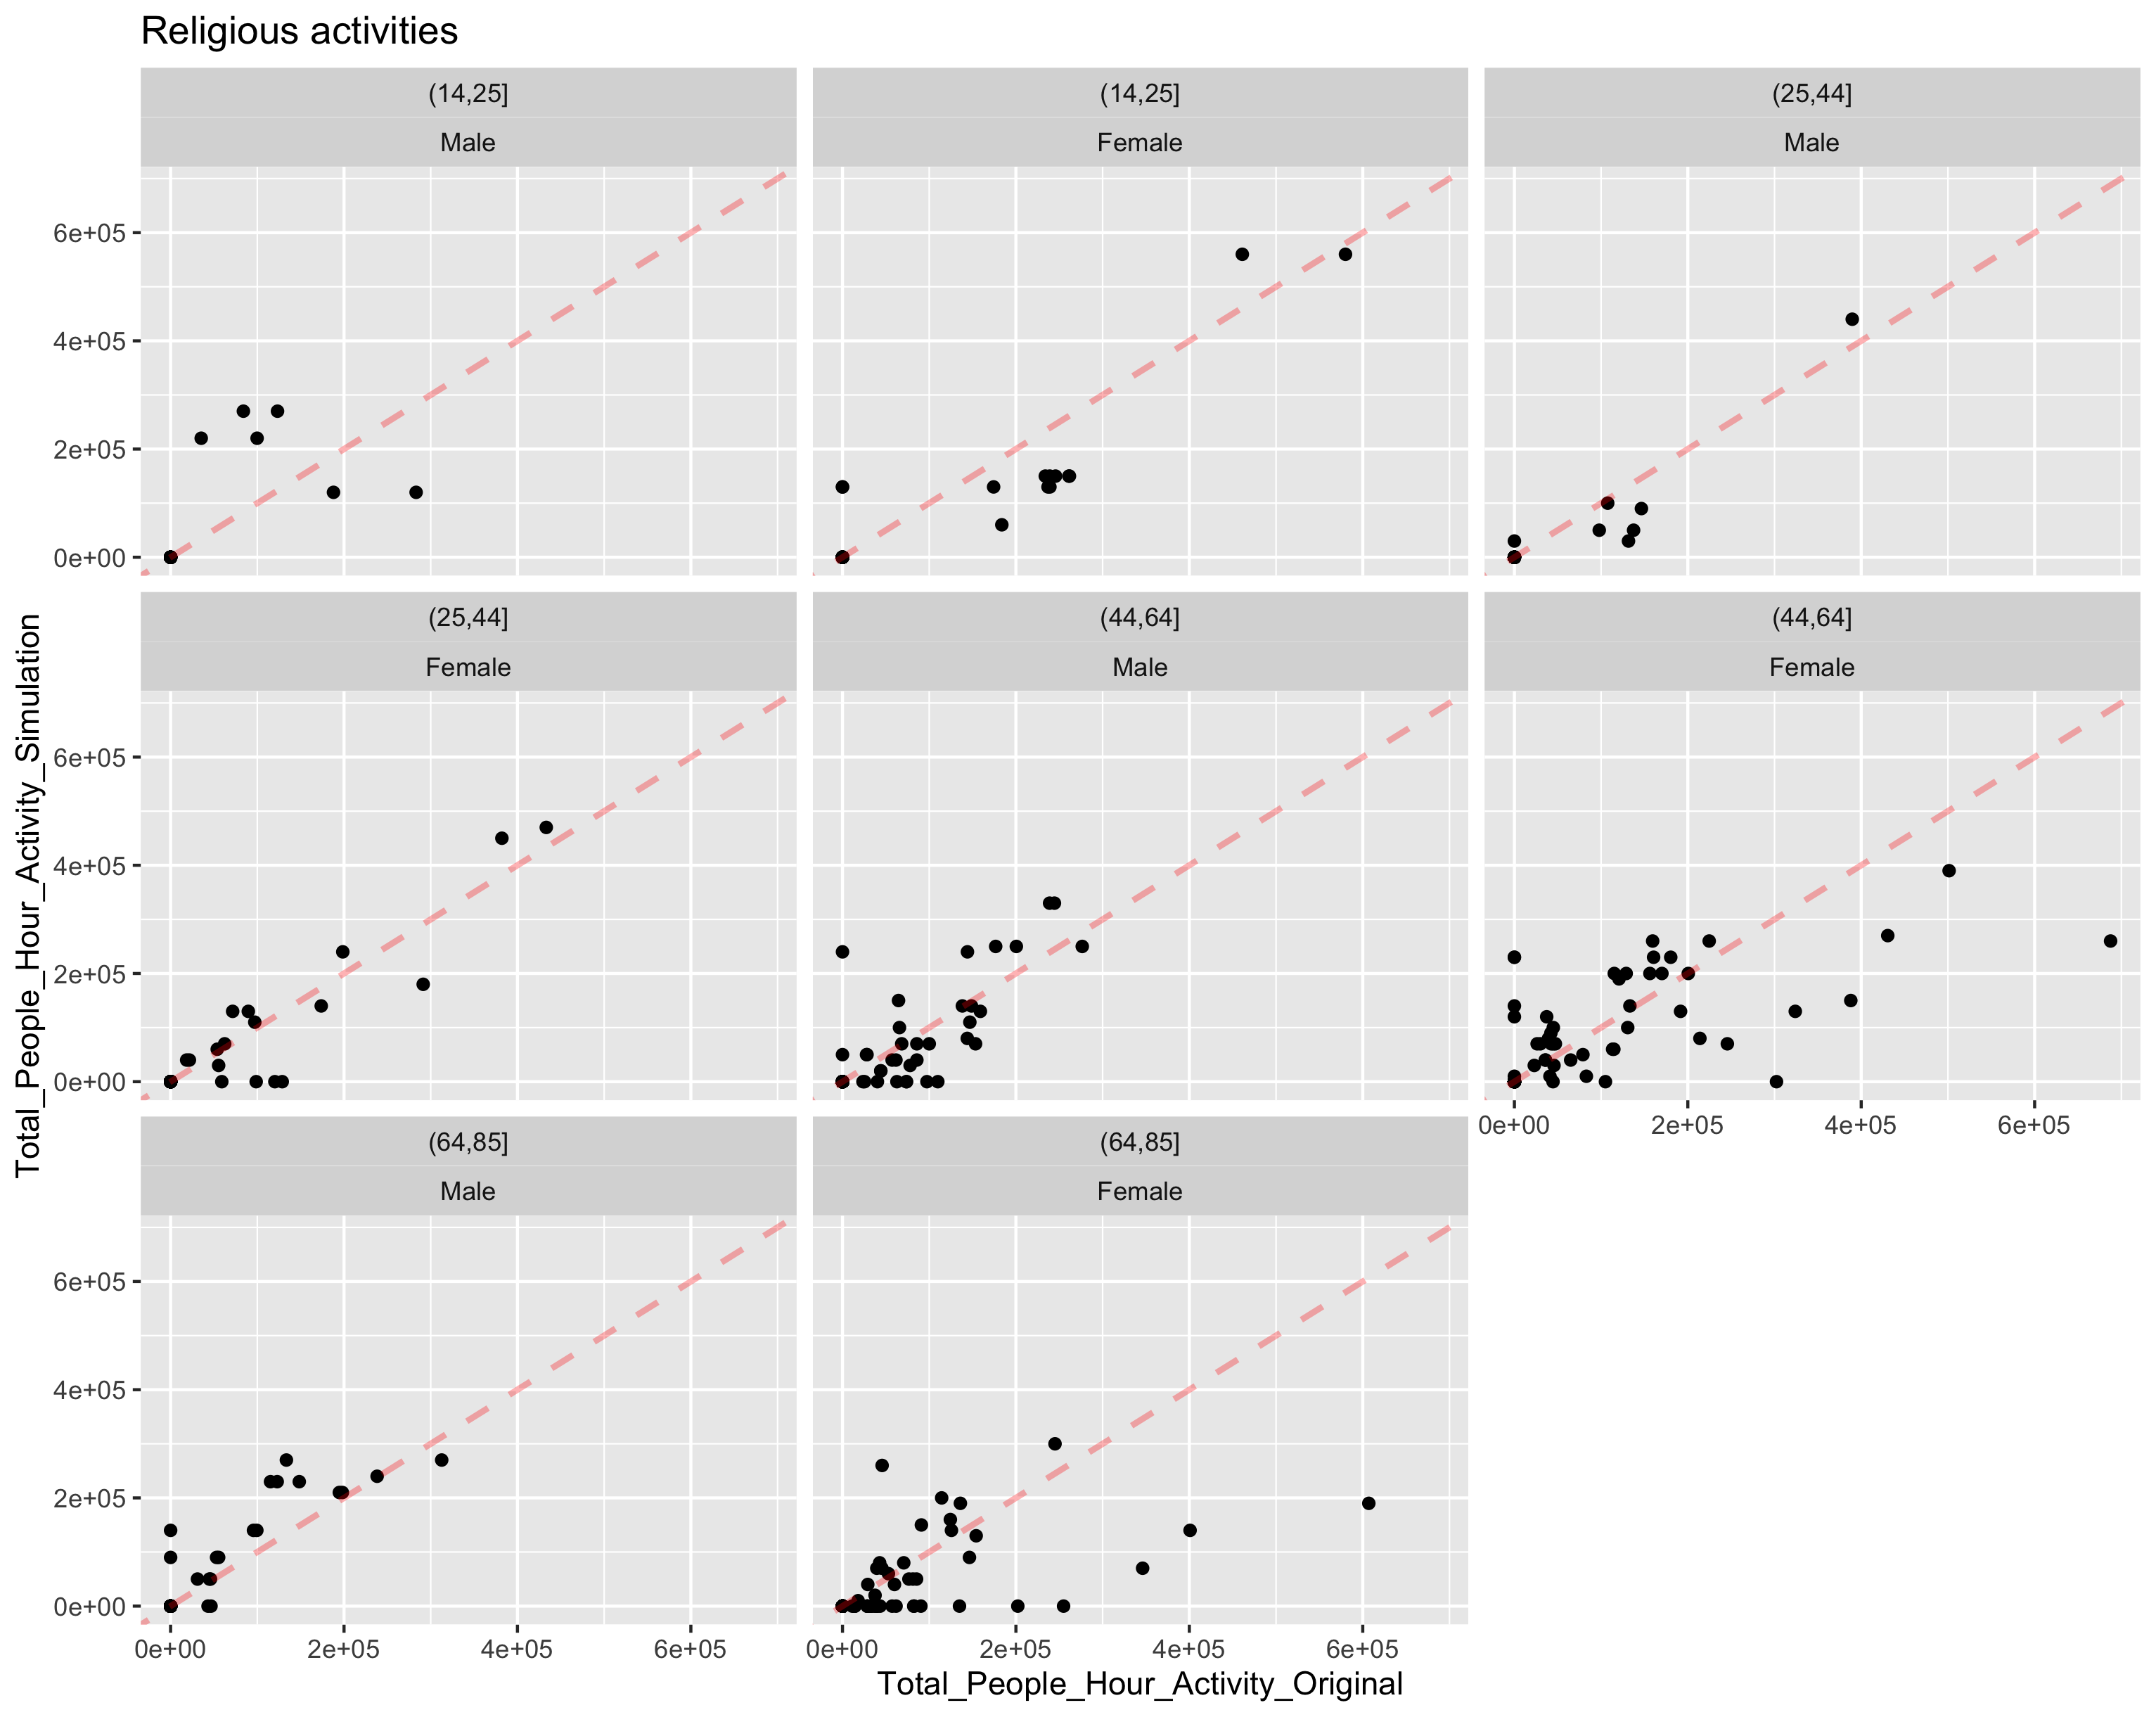 Religious activities
(14,25]
(14,25]
(25,44]
Male
Female
Male
6e+05
4e+05
2e+05
0e+00
(25,44]
(44,64]
(44,64]
Female
Male
Female
6e+05
4e+05
2e+05
0e+00
0e+00 2e+05 4e+05 6e+05
(64,85]
(64,85]
Male
Female
6e+05
4e+05
2e+05
0e+00
0e+00 2e+05 4e+05 6e+05
0e+00 2e+05 4e+05 6e+05
Total_People_Hour_Activity_Simulation
Total_People_Hour_Activity_Original